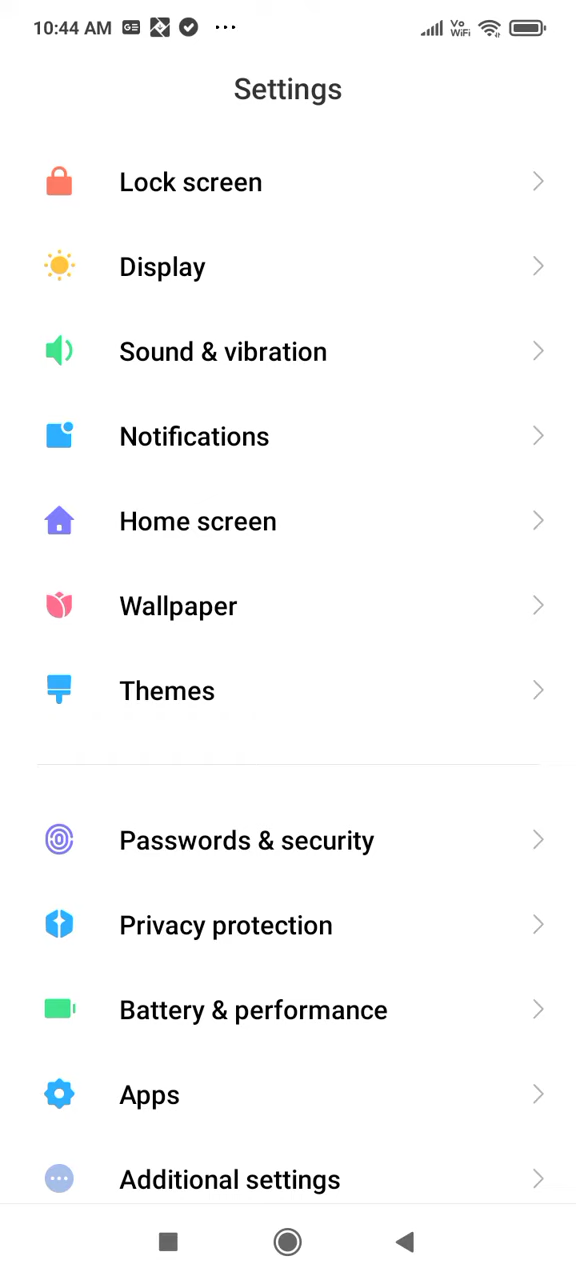 10:44 AM GE ... Vo WiFi
Settings
Lock screen
Display
Sound & vibration
Notifications
Home screen
Wallpaper
Themes
Passwords & security
Privacy protection
Battery & performance
Apps
Additional settings